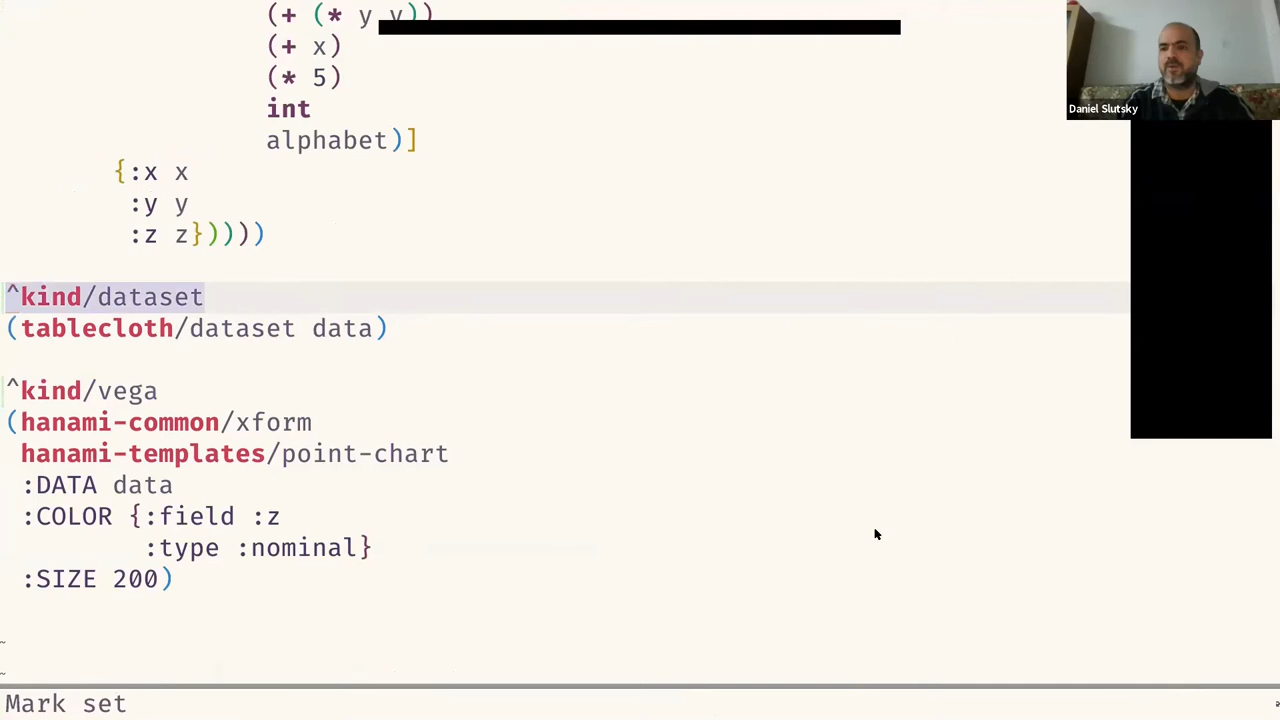 (+ (* y y))
(+ x)
(* 5)
int
alphabet)]
{:x x
:y y
:z z}))))
^kind/dataset
(tablecloth/dataset data)
^kind/vega
(hanami-common/xform
hanami-templates/point-chart
:DATA data
:COLOR {:field :z
:type :nominal}
:SIZE 200)
~
~
Mark set
Daniel Slutsky